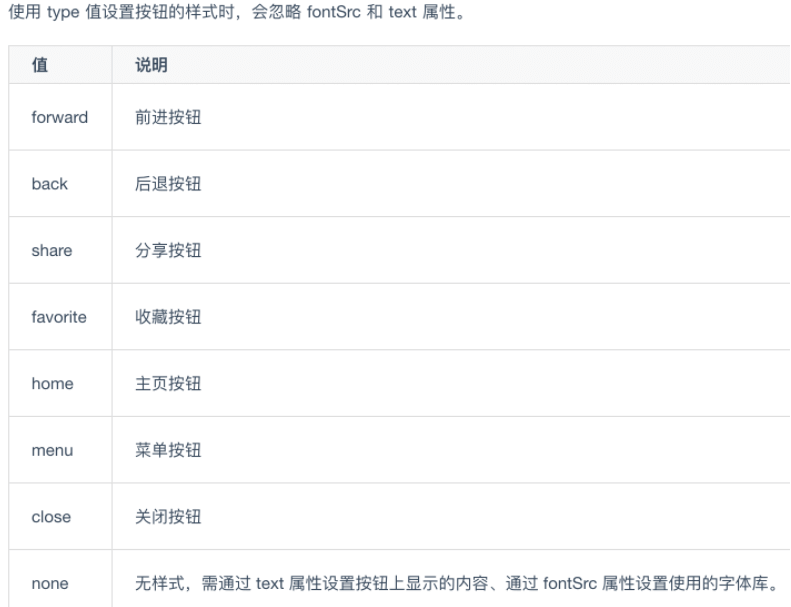 使用 type 值设置按钮的样式时，会忽略 fontSrc 和 text 属性。
值 说明
forward 前进按钮
back 后退按钮
share 分享按钮
favorite 收藏按钮
home 主页按钮
menu 菜单按钮
close 关闭按钮
none 无样式，需通过 text 属性设置按钮上显示的内容、通过 fontSrc 属性设置使用的字体库。